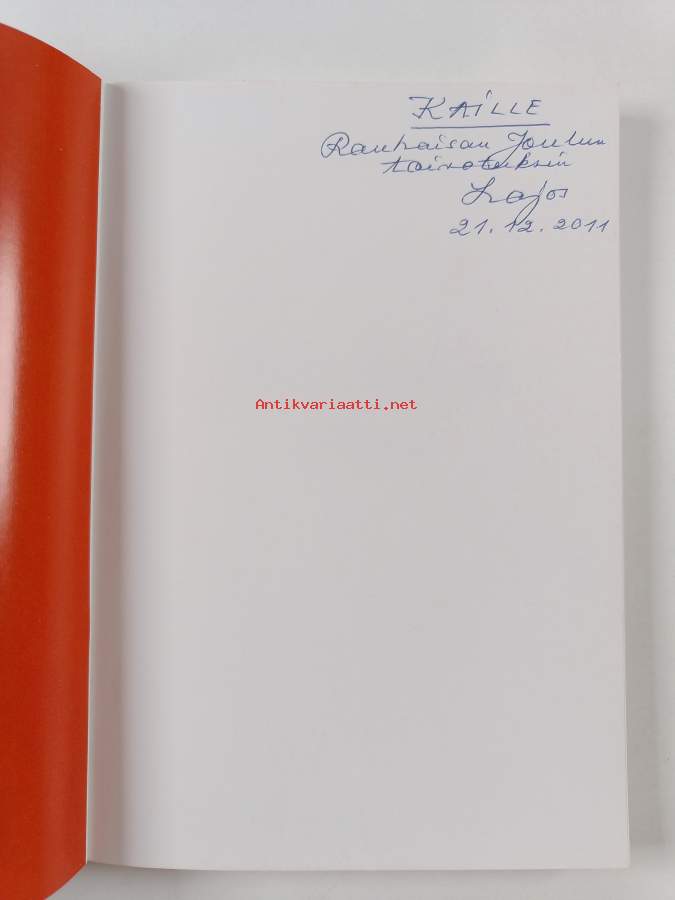 KAILLE
Rauhaisan Joulun
toivotuksin
Lajos
21.12.2011
Antikvariaatti.net